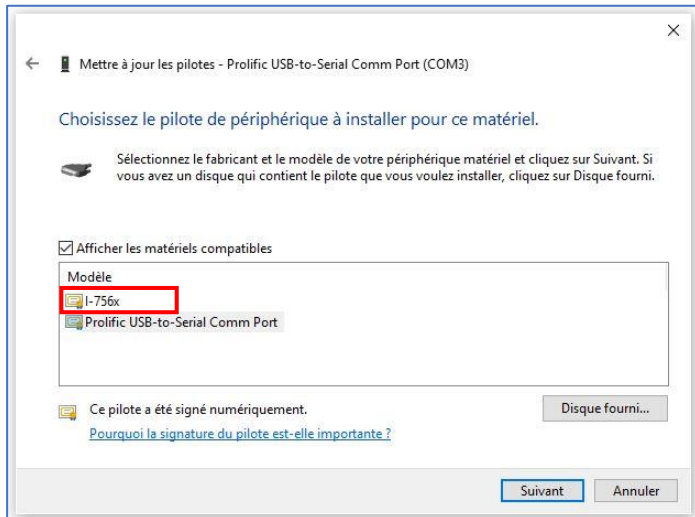 Mettre à jour les pilotes - Prolific USB-to-Serial Comm Port (COM3)
Choisissez le pilote de périphérique à installer pour ce matériel.
Sélectionnez le fabricant et le modèle de votre périphérique matériel et cliquez sur Suivant. Si
vous avez un disque qui contient le pilote que vous voulez installer, cliquez sur Disque fourni.
Afficher les matériels compatibles
Modèle
I-756x
Prolific USB-to-Serial Comm Port
Ce pilote a été signé numériquement.
Disque fourni...
Pourquoi la signature du pilote est-elle importante ?
Suivant
Annuler